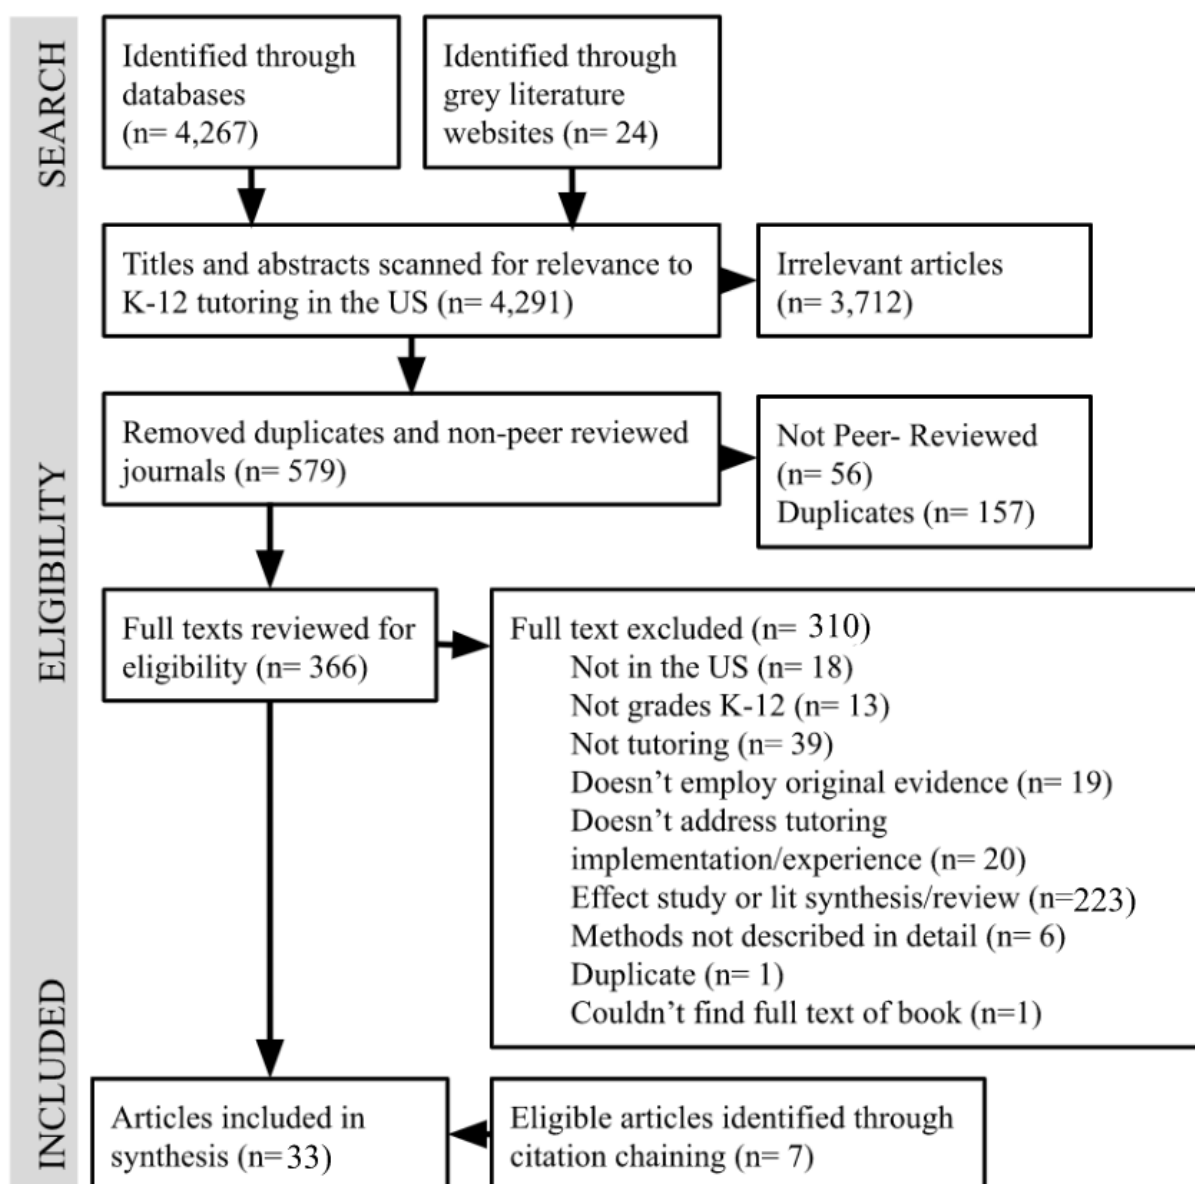 SEARCH
Identified through
databases
(n= 4,267)
Identified through
grey literature
websites (n= 24)
Titles and abstracts scanned for relevance to
K-12 tutoring in the US (n= 4,291)
Irrelevant articles
(n= 3,712)
ELIGIBILITY
Removed duplicates and non-peer reviewed
journals (n= 579)
Not Peer- Reviewed
(n= 56)
Duplicates (n= 157)
Full texts reviewed for
eligibility (n= 366)
Full text excluded (n= 310)
Not in the US (n= 18)
Not grades K-12 (n= 13)
Not tutoring (n= 39)
Doesn’t employ original evidence (n= 19)
Doesn’t address tutoring
implementation/experience (n= 20)
Effect study or lit synthesis/review (n=223)
Methods not described in detail (n= 6)
Duplicate (n= 1)
Couldn’t find full text of book (n=1)
INCLUDED
Articles included in
synthesis (n=33)
Eligible articles identified through
citation chaining (n= 7)